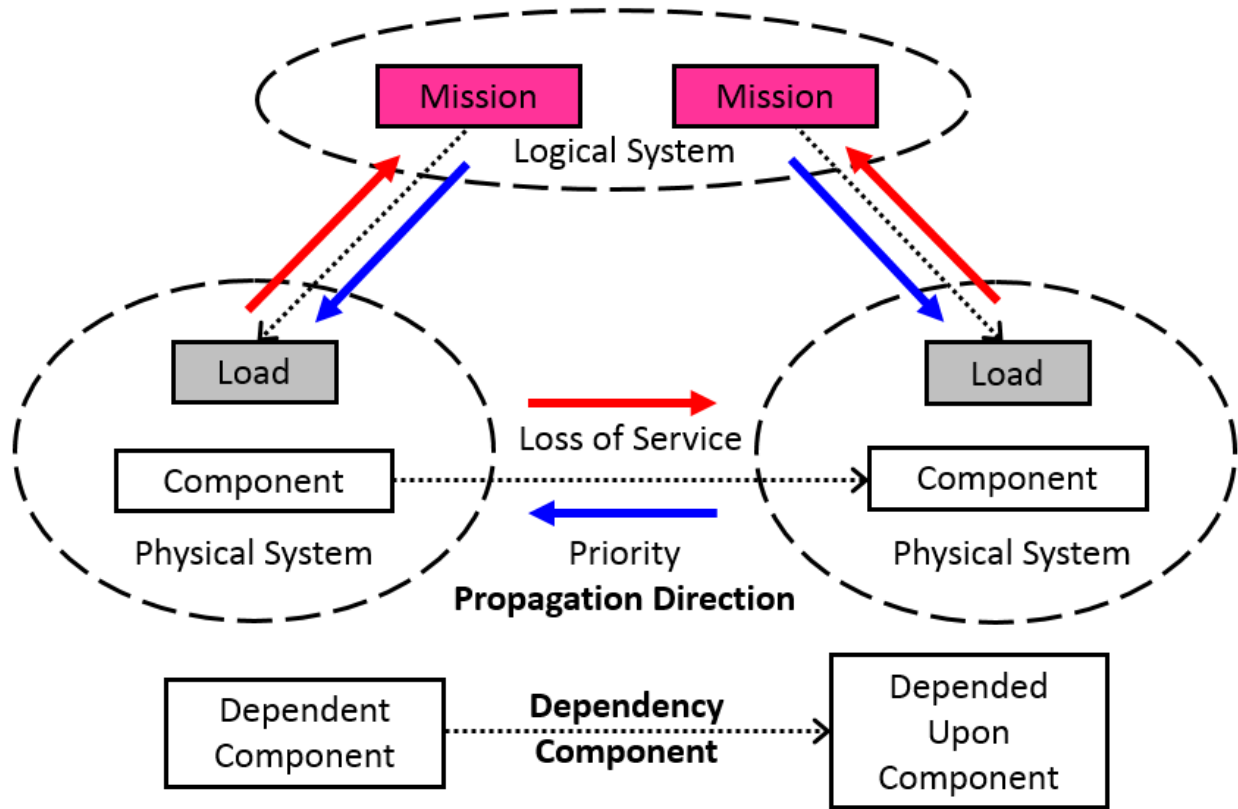 Mission
Mission
Logical System
Load
Load
Loss of Service
Component
Component
Physical System
Priority
Physical System
Propagation Direction
Dependent
Component
Dependency
Component
Depended
Upon
Component